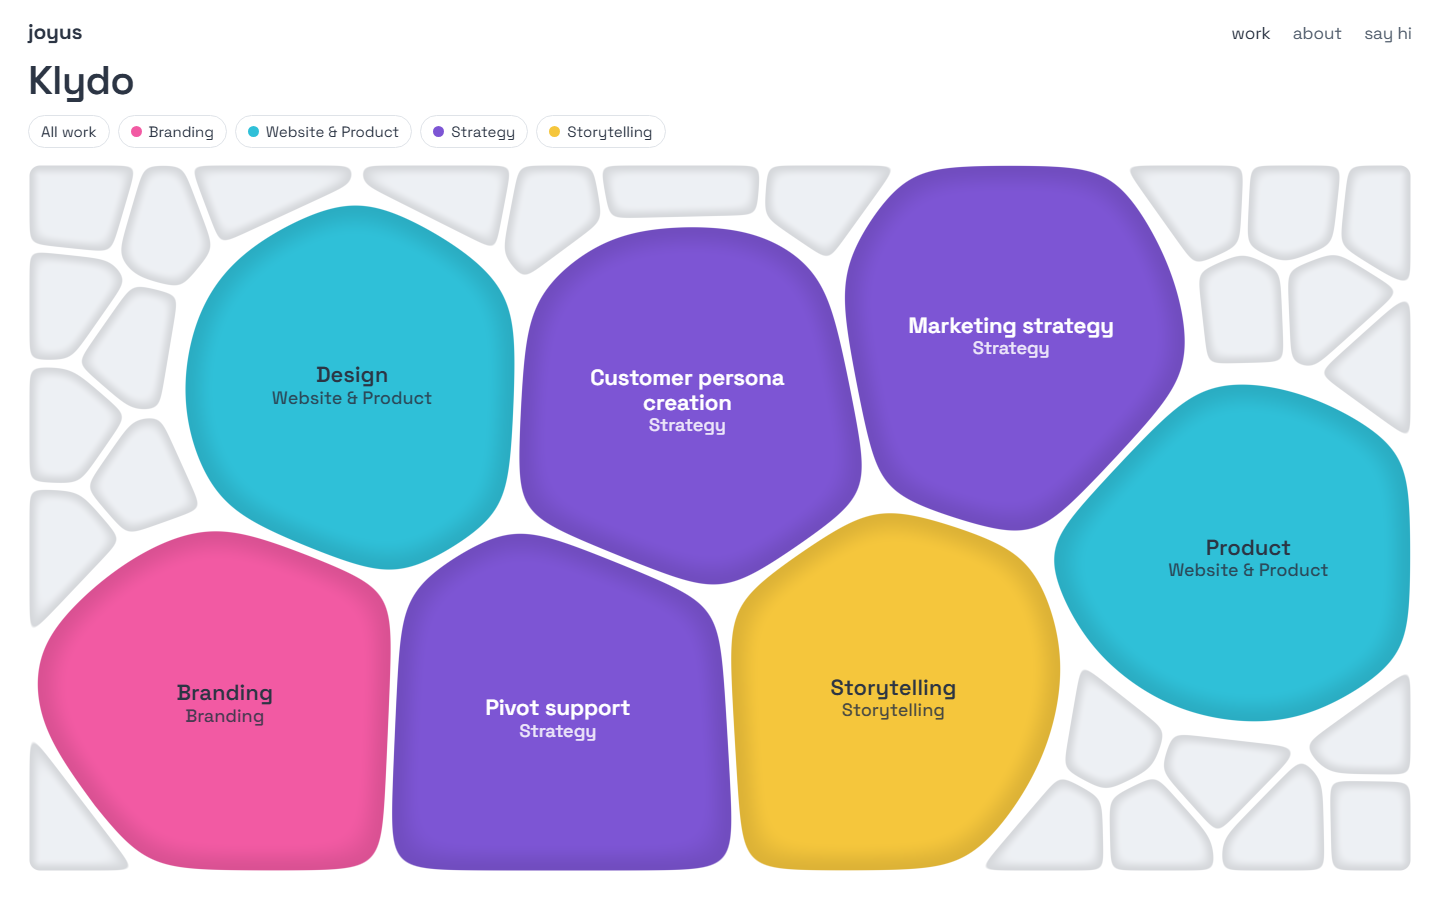 joyus
work about say hi
Klydo
All work Branding Website & Product Strategy Storytelling
Marketing strategy
Strategy
Design
Website & Product
Customer persona
creation
Strategy
Product
Website & Product
Branding
Branding
Pivot support
Strategy
Storytelling
Storytelling